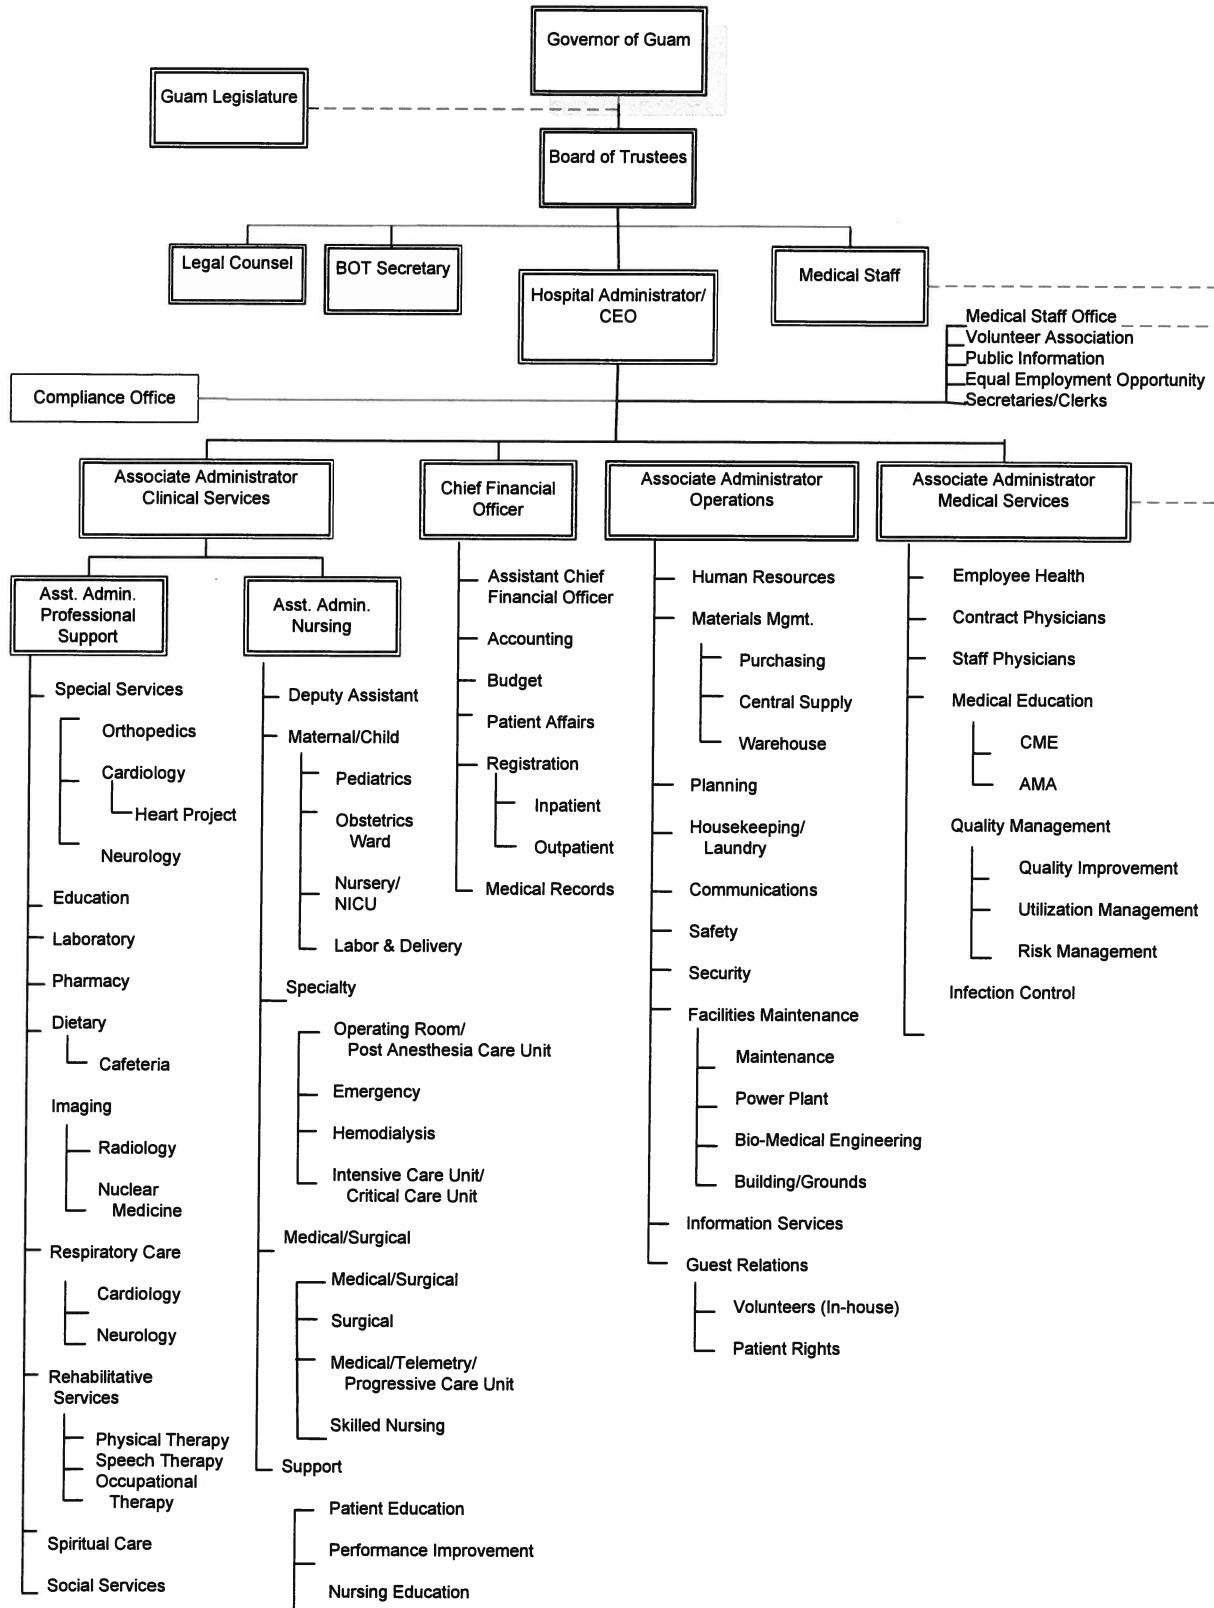 Governor of Guam
Guam Legislature
Board of Trustees
Legal Counsel
BOT Secretary
Hospital Administrator/
CEO
Medical Staff
Medical Staff Office
Volunteer Association
Public Information
Equal Employment Opportunity
Secretaries/Clerks
Compliance Office
Associate Administrator
Clinical Services
Chief Financial
Officer
Associate Administrator
Operations
Associate Administrator
Medical Services
Asst. Admin.
Professional
Support
Asst. Admin.
Nursing
Special Services
Orthopedics
Cardiology
Heart Project
Neurology
Education
Laboratory
Pharmacy
Dietary
Cafeteria
Imaging
Radiology
Nuclear
Medicine
Respiratory Care
Cardiology
Neurology
Rehabilitative
Services
Physical Therapy
Speech Therapy
Occupational
Therapy
Spiritual Care
Social Services
Deputy Assistant
Maternal/Child
Pediatrics
Obstetrics
Ward
Nursery/
NICU
Labor & Delivery
Specialty
Operating Room/
Post Anesthesia Care Unit
Emergency
Hemodialysis
Intensive Care Unit/
Critical Care Unit
Medical/Surgical
Medical/Surgical
Surgical
Medical/Telemetry/
Progressive Care Unit
Skilled Nursing
Support
Patient Education
Performance Improvement
Nursing Education
Assistant Chief
Financial Officer
Accounting
Budget
Patient Affairs
Registration
Inpatient
Outpatient
Medical Records
Human Resources
Materials Mgmt.
Purchasing
Central Supply
Warehouse
Planning
Housekeeping/
Laundry
Communications
Safety
Security
Facilities Maintenance
Maintenance
Power Plant
Bio-Medical Engineering
Building/Grounds
Information Services
Guest Relations
Volunteers (In-house)
Patient Rights
Employee Health
Contract Physicians
Staff Physicians
Medical Education
CME
AMA
Quality Management
Quality Improvement
Utilization Management
Risk Management
Infection Control